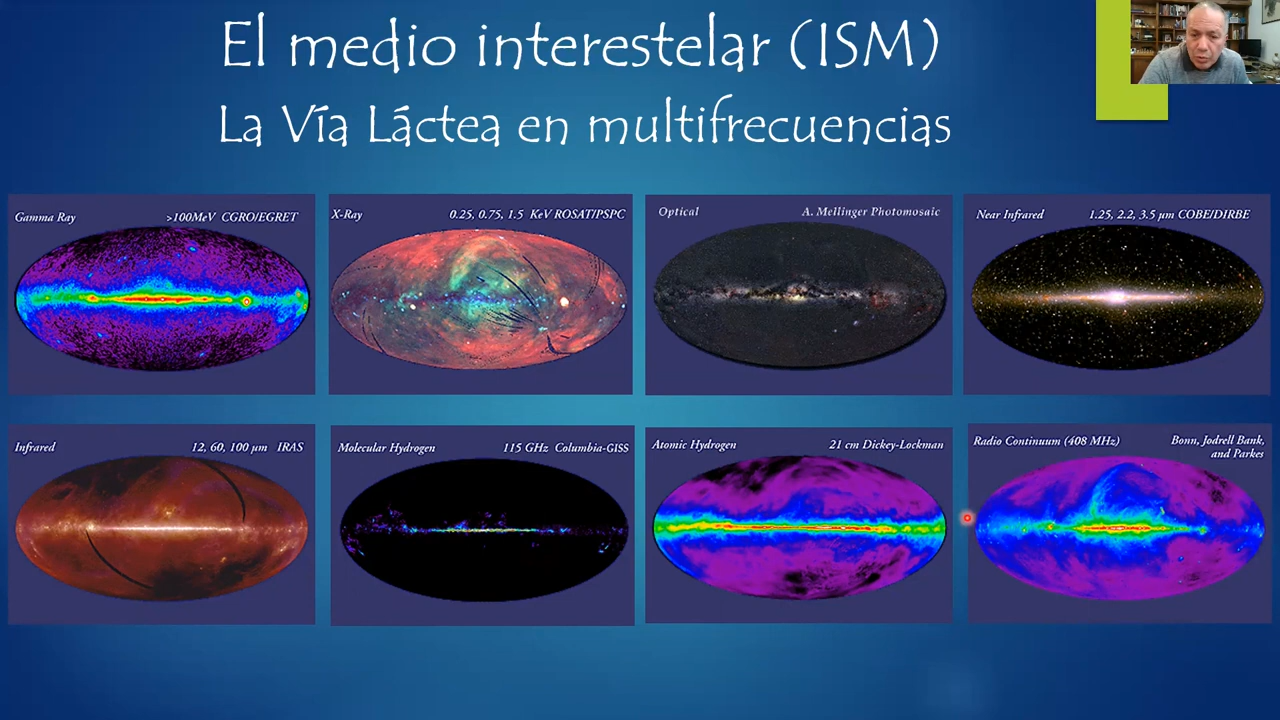 El medio interestelar (ISM)
La Vía Láctea en multifrecuencias
Gamma Ray >100MeV CGRO/EGRET
X-Ray 0.25, 0.75, 1.5 KeV ROSAT/PSPC
Optical A. Mellinger Photomosaic
Near Infrared 1.25, 2.2, 3.5 µm COBE/DIRBE
Infrared 12, 60, 100 µm IRAS
Molecular Hydrogen 115 GHz Columbia-GISS
Atomic Hydrogen 21 cm Dickey-Lockman
Radio Continuum (408 MHz) Bonn, Jodrell Bank,
and Parkes